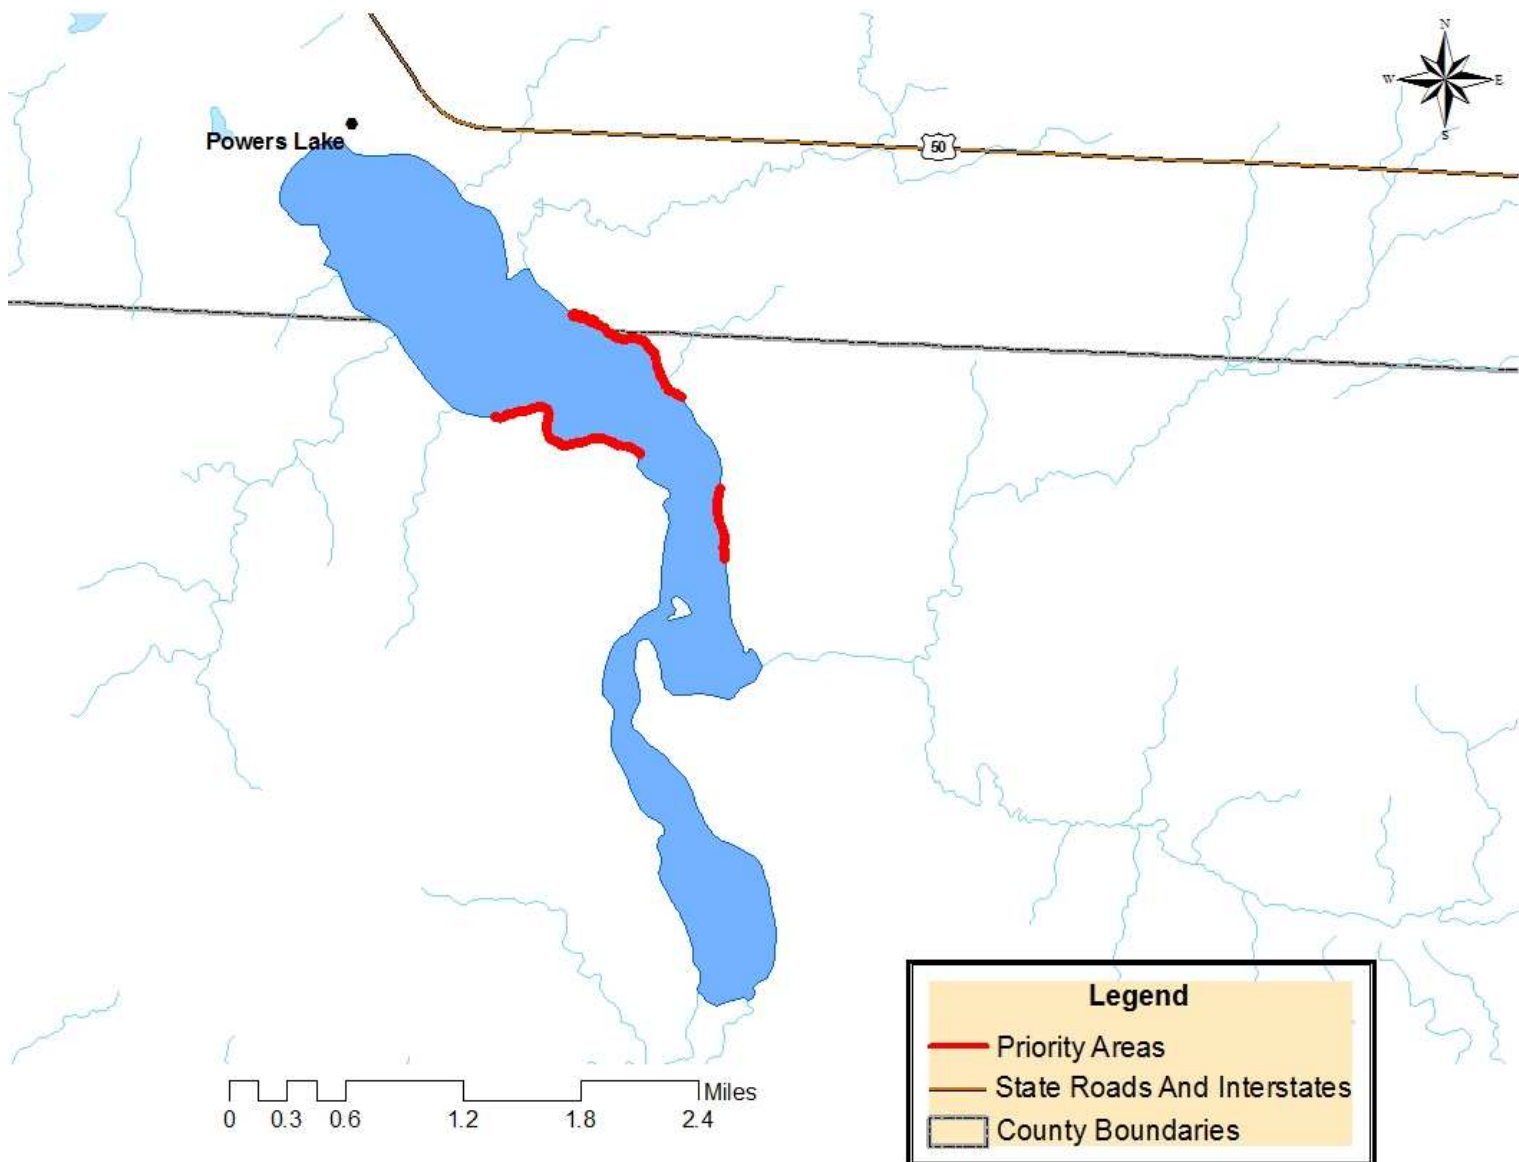 N
W E
S
Powers Lake
50
Legend
Priority Areas
State Roads And Interstates
County Boundaries
Miles
0 0.3 0.6 1.2 1.8 2.4